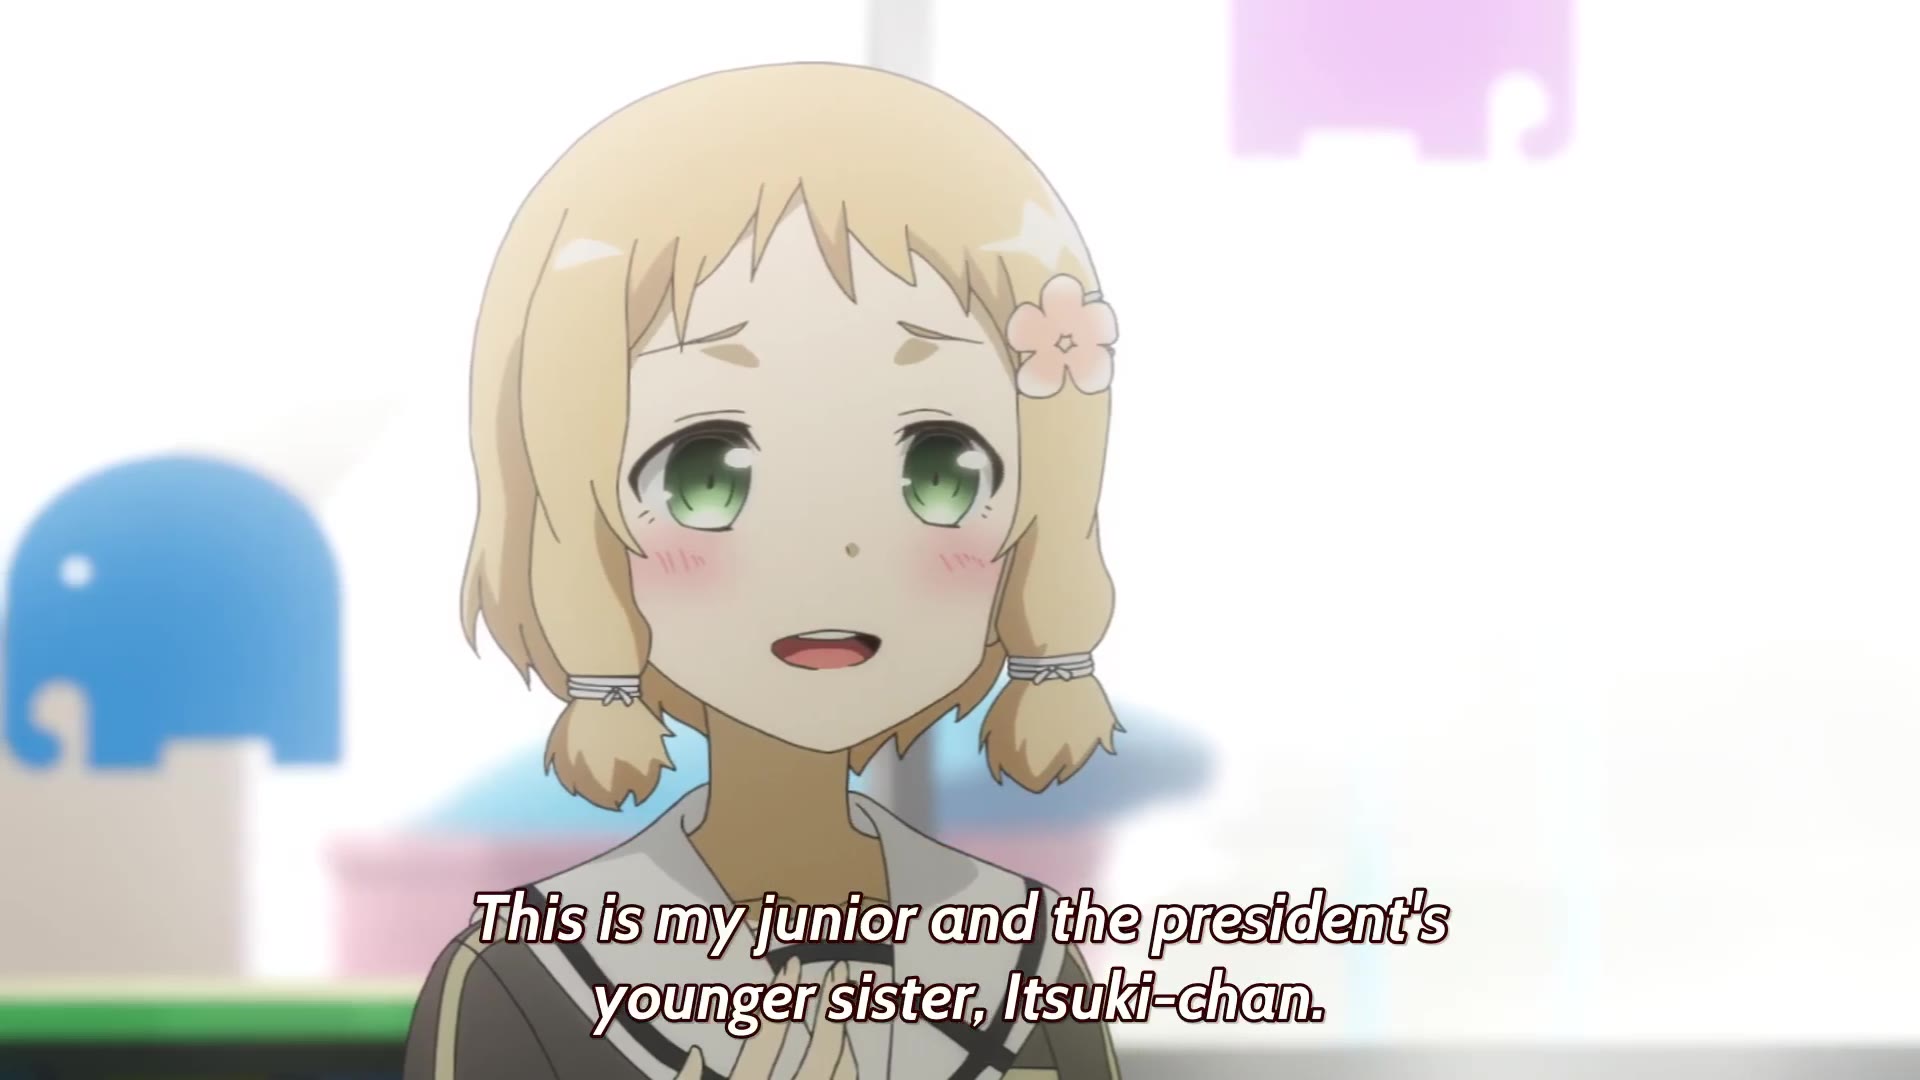 This is my junior and the president's
younger sister, Itsuki-chan.